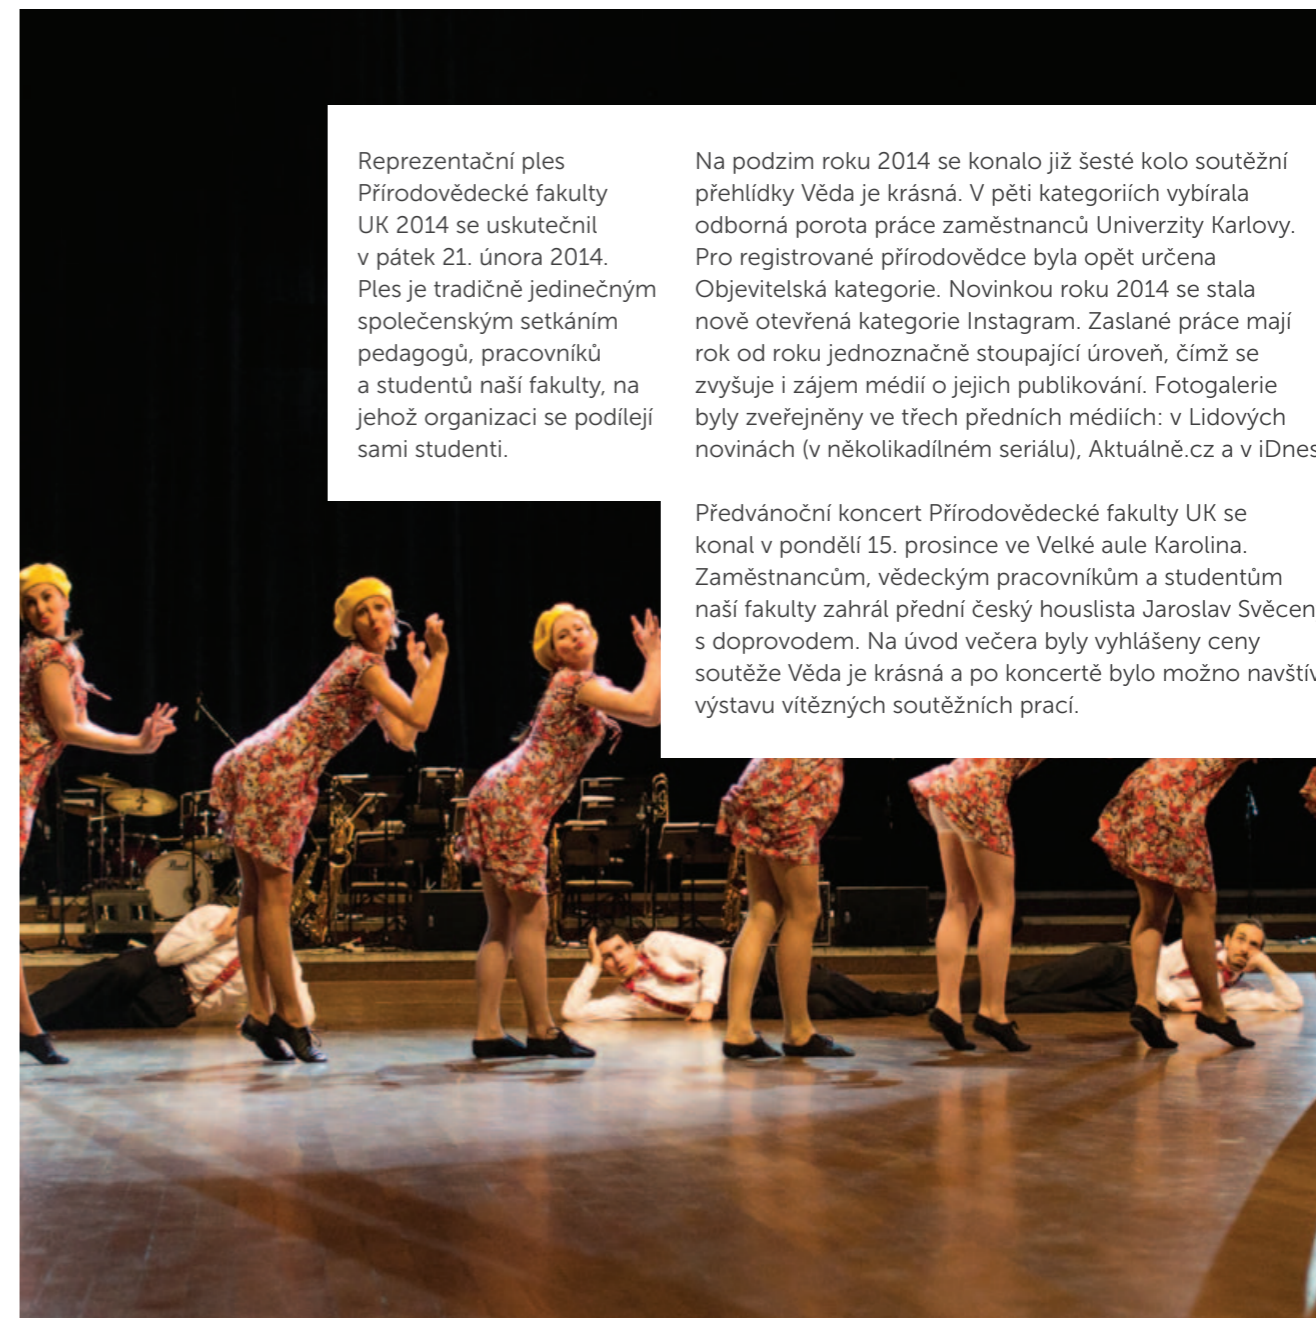 Reprezentační ples
Přírodovědecké fakulty
UK 2014 se uskutečnil
v pátek 21. února 2014.
Ples je tradičně jedinečným
společenským setkáním
pedagogů, pracovníků
a studentů naší fakulty, na
jehož organizaci se podílejí
sami studenti.
Na podzim roku 2014 se konalo již šesté kolo soutěžní
přehlídky Věda je krásná. V pěti kategoriích vybírala
odborná porota práce zaměstnanců Univerzity Karlovy.
Pro registrované přírodovědce byla opět určena
Objevitelská kategorie. Novinkou roku 2014 se stala
nově otevřená kategorie Instagram. Zaslané práce mají
rok od roku jednoznačně stoupající úroveň, čímž se
zvyšuje i zájem médií o jejich publikování. Fotogalerie
byly zveřejněny ve třech předních médiích: v Lidových
novinách (v několikadílném seriálu), Aktuálně.cz a v iDnes
Předvánoční koncert Přírodovědecké fakulty UK se
konal v pondělí 15. prosince ve Velké aule Karolina.
Zaměstnancům, vědeckým pracovníkům a studentům
naší fakulty zahrál přední český houslista Jaroslav Svěcen
s doprovodem. Na úvod večera byly vyhlášeny ceny
soutěže Věda je krásná a po koncertě bylo možno navštív
výstavu vítězných soutěžních prací.